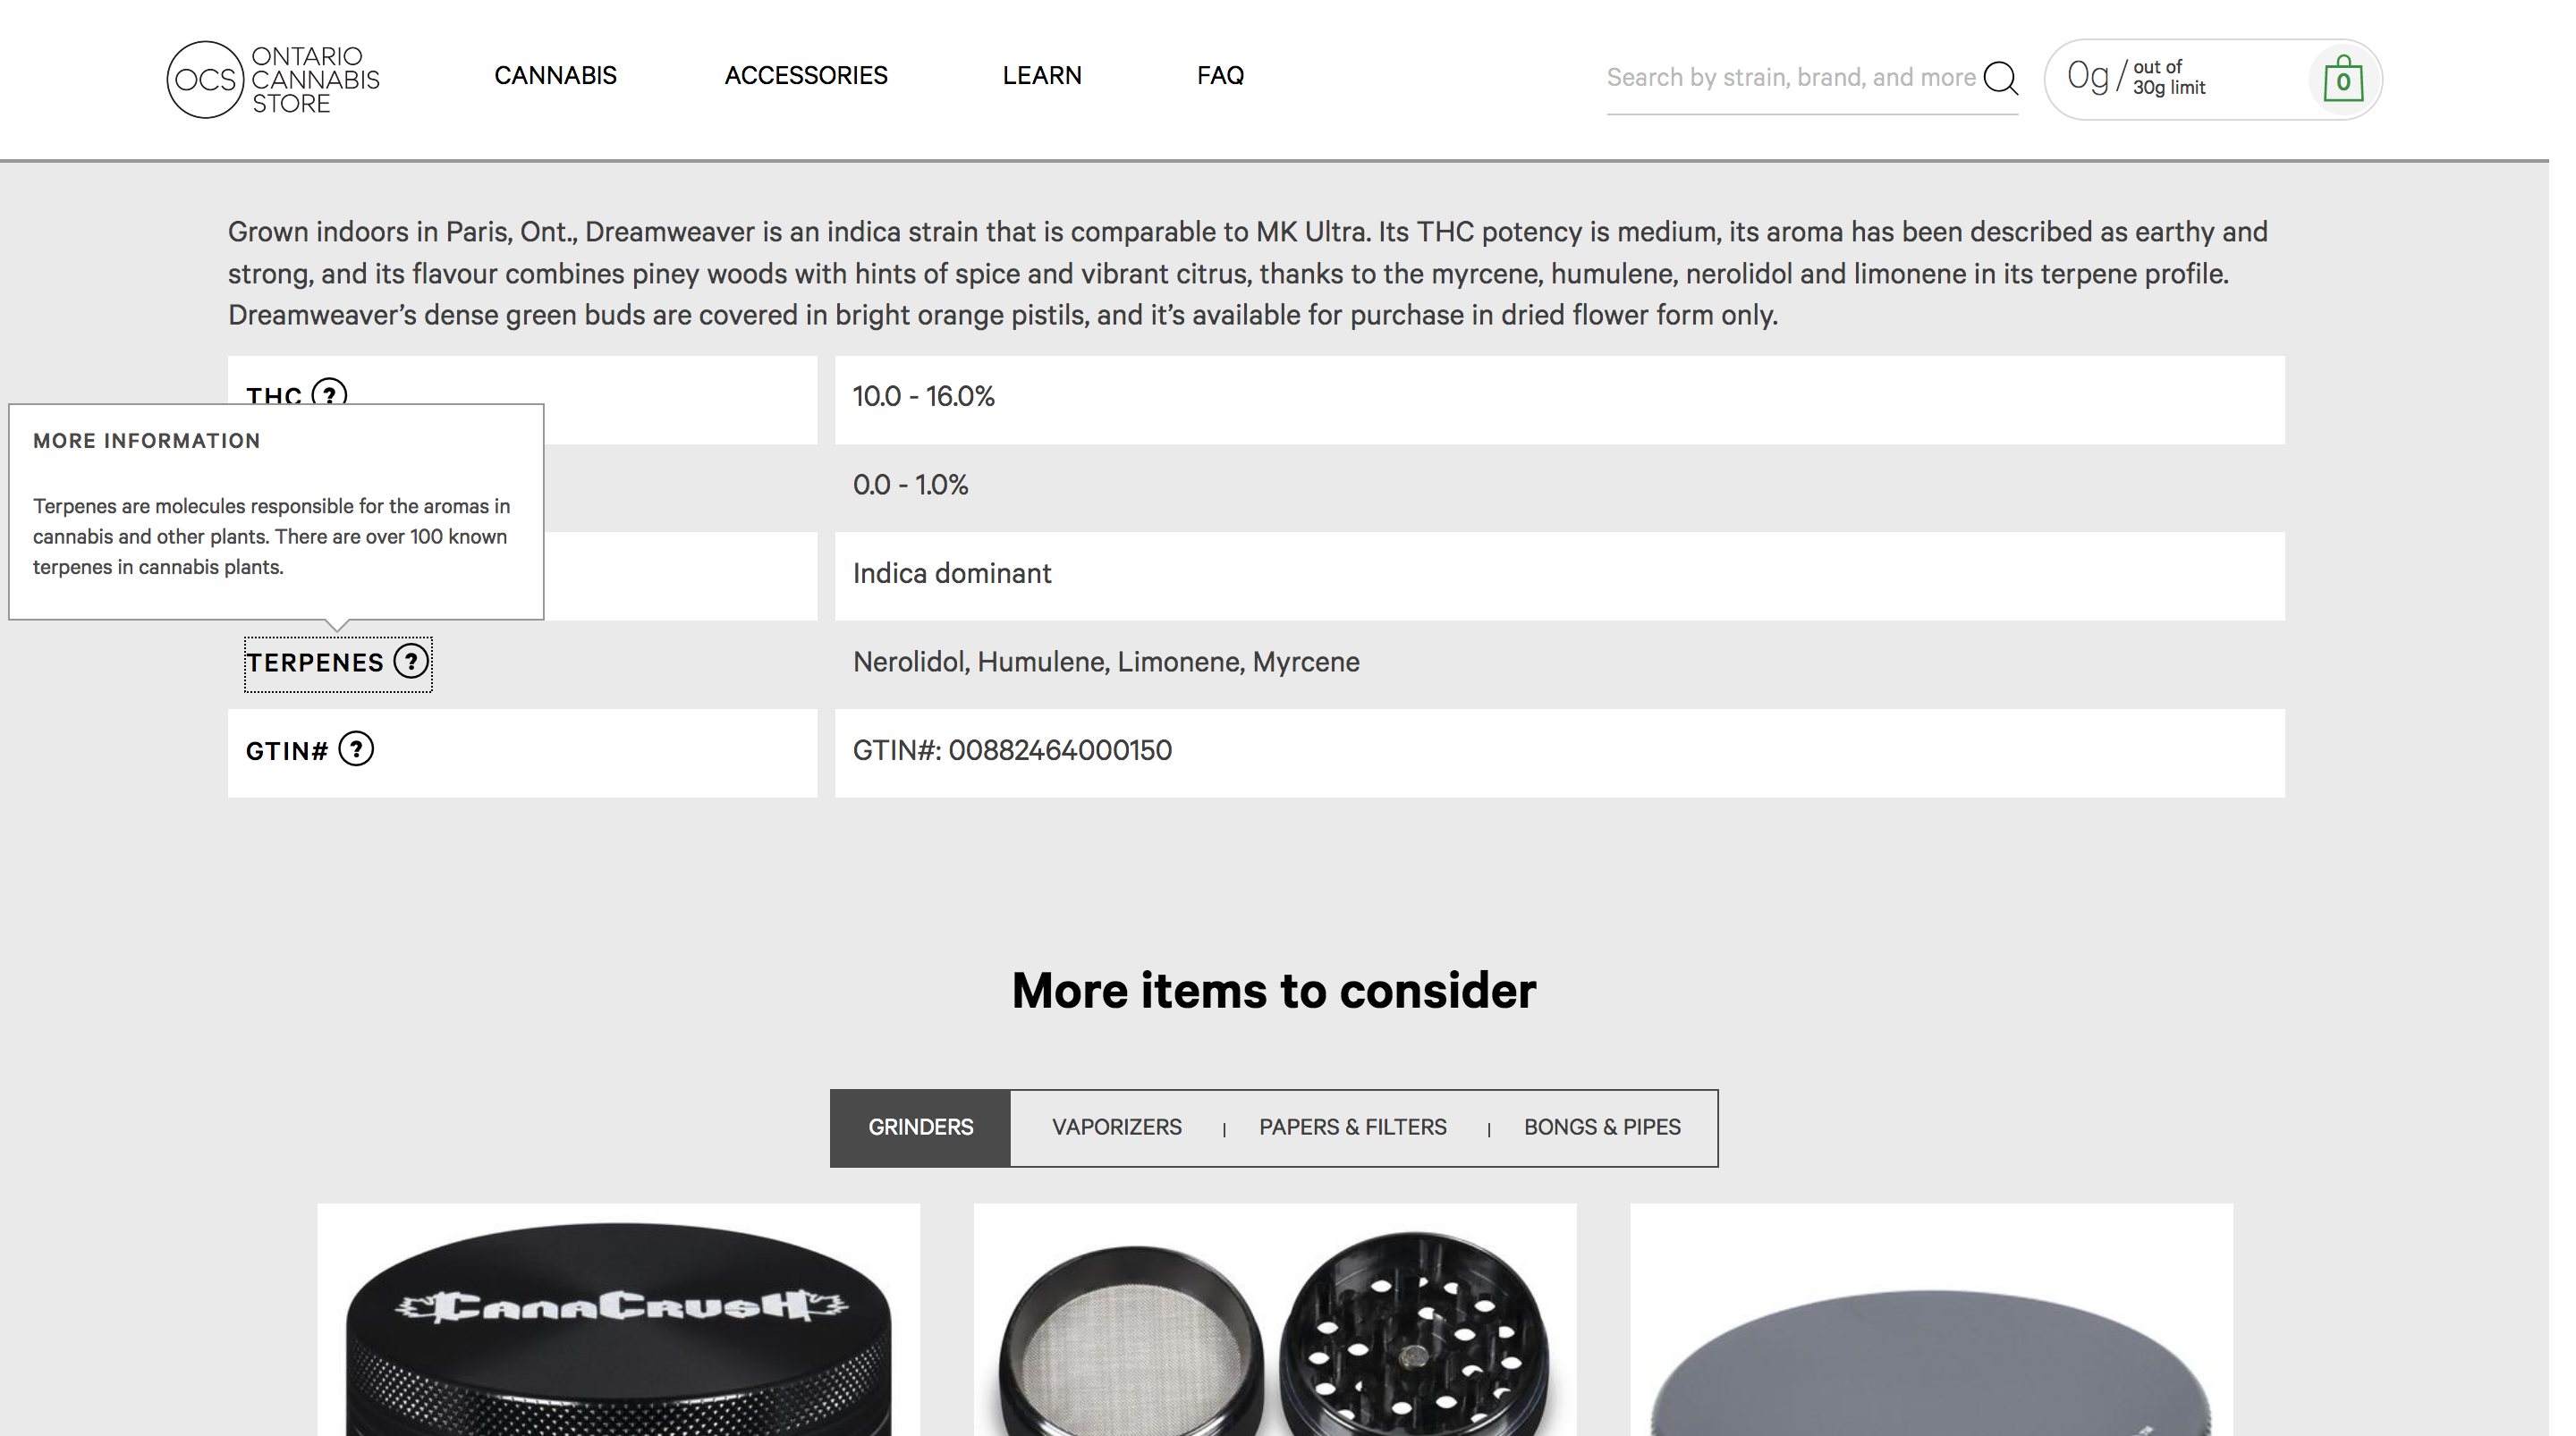 OCS
ONTARIO
CANNABIS
STORE
CANNABIS
ACCESSORIES
LEARN
FAQ
Search by strain, brand, and more
0g/
out of
30g limit
0
Grown indoors in Paris, Ont., Dreamweaver is an indica strain that is comparable to MK Ultra. Its THC potency is medium, its aroma has been described as earthy and
strong, and its flavour combines piney woods with hints of spice and vibrant citrus, thanks to the myrcene, humulene, nerolidol and limonene in its terpene profile.
Dreamweaver’s dense green buds are covered in bright orange pistils, and it’s available for purchase in dried flower form only.
THC ?
10.0 - 16.0%
MORE INFORMATION
Terpenes are molecules responsible for the aromas in
cannabis and other plants. There are over 100 known
terpenes in cannabis plants.
0.0 - 1.0%
Indica dominant
TERPENES ?
Nerolidol, Humulene, Limonene, Myrcene
GTIN# ?
GTIN#: 00882464000150
More items to consider
GRINDERS
VAPORIZERS
PAPERS & FILTERS
BONGS & PIPES
CANACRUSH